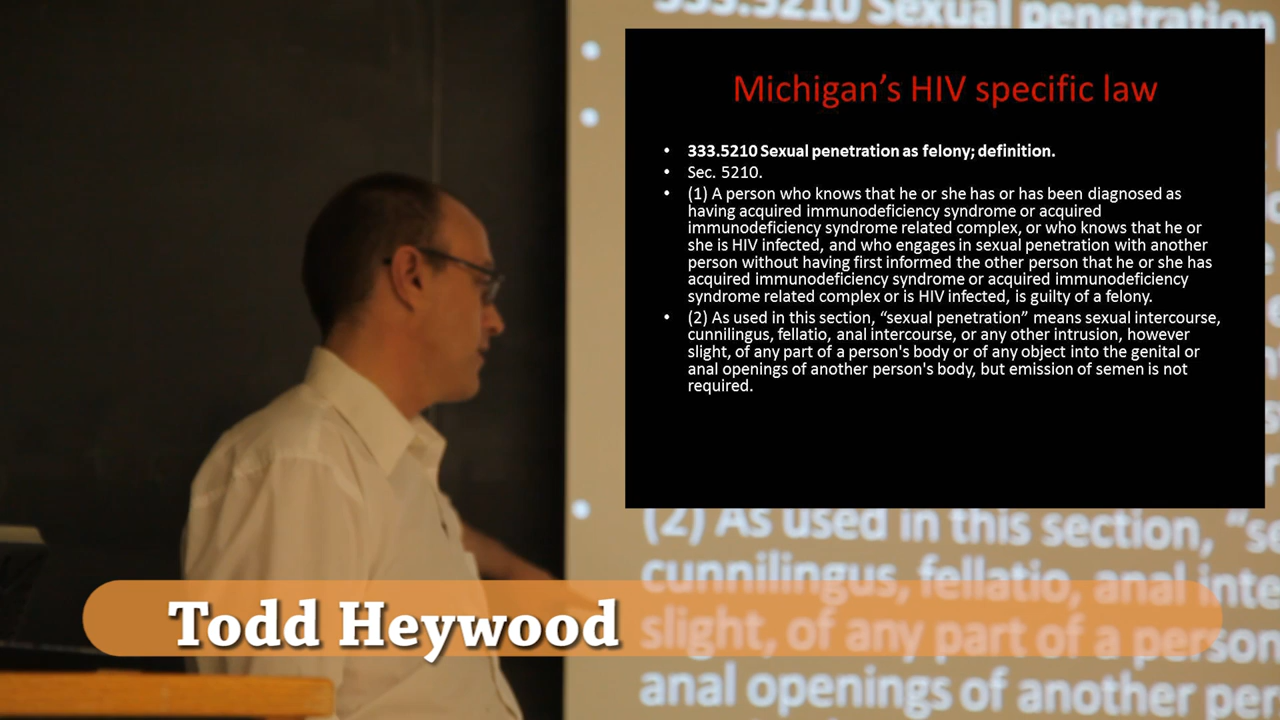 333.5210 Sexual penetration
Michigan's HIV specific law
• 333.5210 Sexual penetration as felony; definition.
• Sec. 5210.
• (1) A person who knows that he or she has or has been diagnosed as
having acquired immunodeficiency syndrome or acquired
immunodeficiency syndrome related complex, or who knows that he or
she is HIV infected, and who engages in sexual penetration with another
person without having first informed the other person that he or she has
acquired immunodeficiency syndrome or acquired immunodeficiency
syndrome related complex or is HIV infected, is guilty of a felony.
• (2) As used in this section, “sexual penetration” means sexual intercourse,
cunnilingus, fellatio, anal intercourse, or any other intrusion, however
slight, of any part of a person's body or of any object into the genital or
anal openings of another person's body, but emission of semen is not
required.
(2) As used in this section, “se
cunnilingus, fellatio, anal inte
slight, of any part of a person
anal openings of another per
Todd Heywood